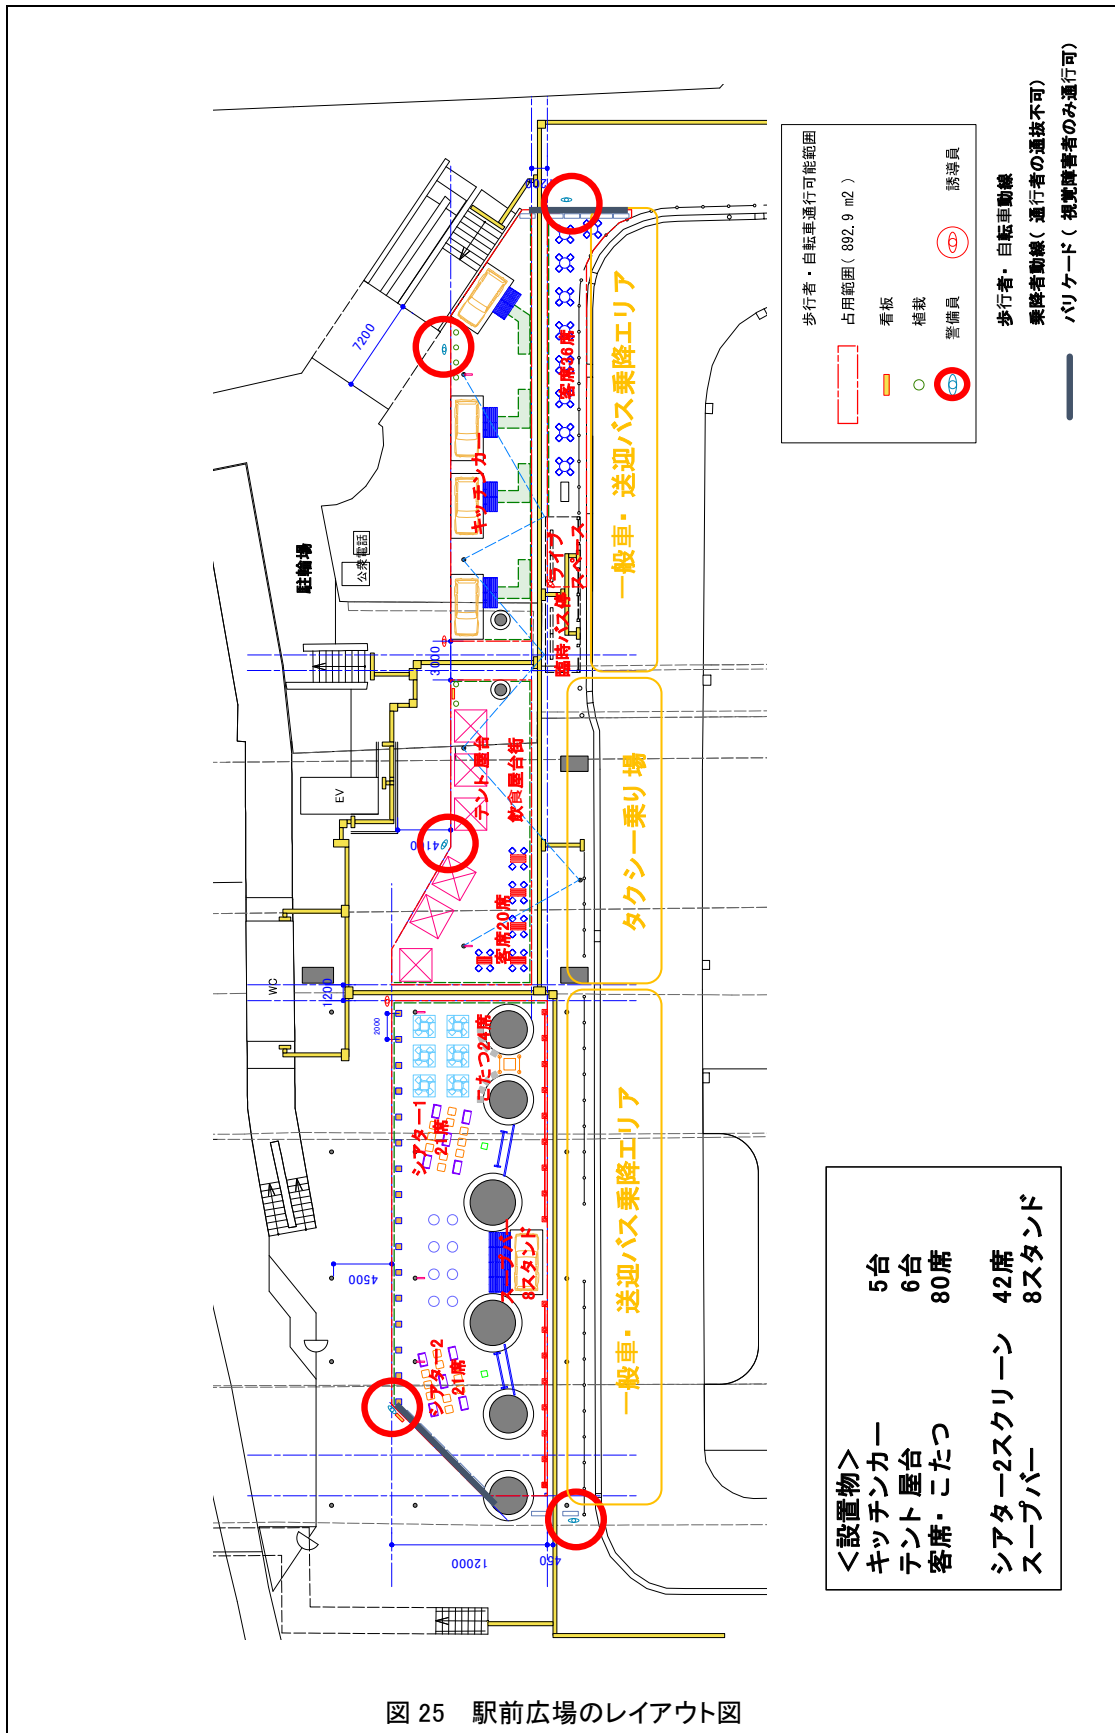 歩行者・自転車通行可能範囲
占用範囲( 892.9 m2 )
看板
植栽
警備員
誘導員
歩行者・自転車動線
乗降者動線( 通行者の通抜不可)
バリケード( 視覚障害者のみ通行可)
7200
駐輪場
公衆電話
キッチンカー
客席36席
一般車・送迎バス乗降エリア
ライブ
スペース
臨時バス停
3000
テント屋台
飲食屋台街
EV
タクシー乗り場
客席20席
WC
1200
2000
こたつ24席
シアター1
21席
4500
8スタンド
シアター2
21席
一般車・送迎バス乗降エリア
12000
450
<設置物>
キッチンカー 5台
テント屋台 6台
客席・こたつ 80席
シアター2スクリーン 42席
スープバー 8スタンド
図 25 駅前広場のレイアウト図